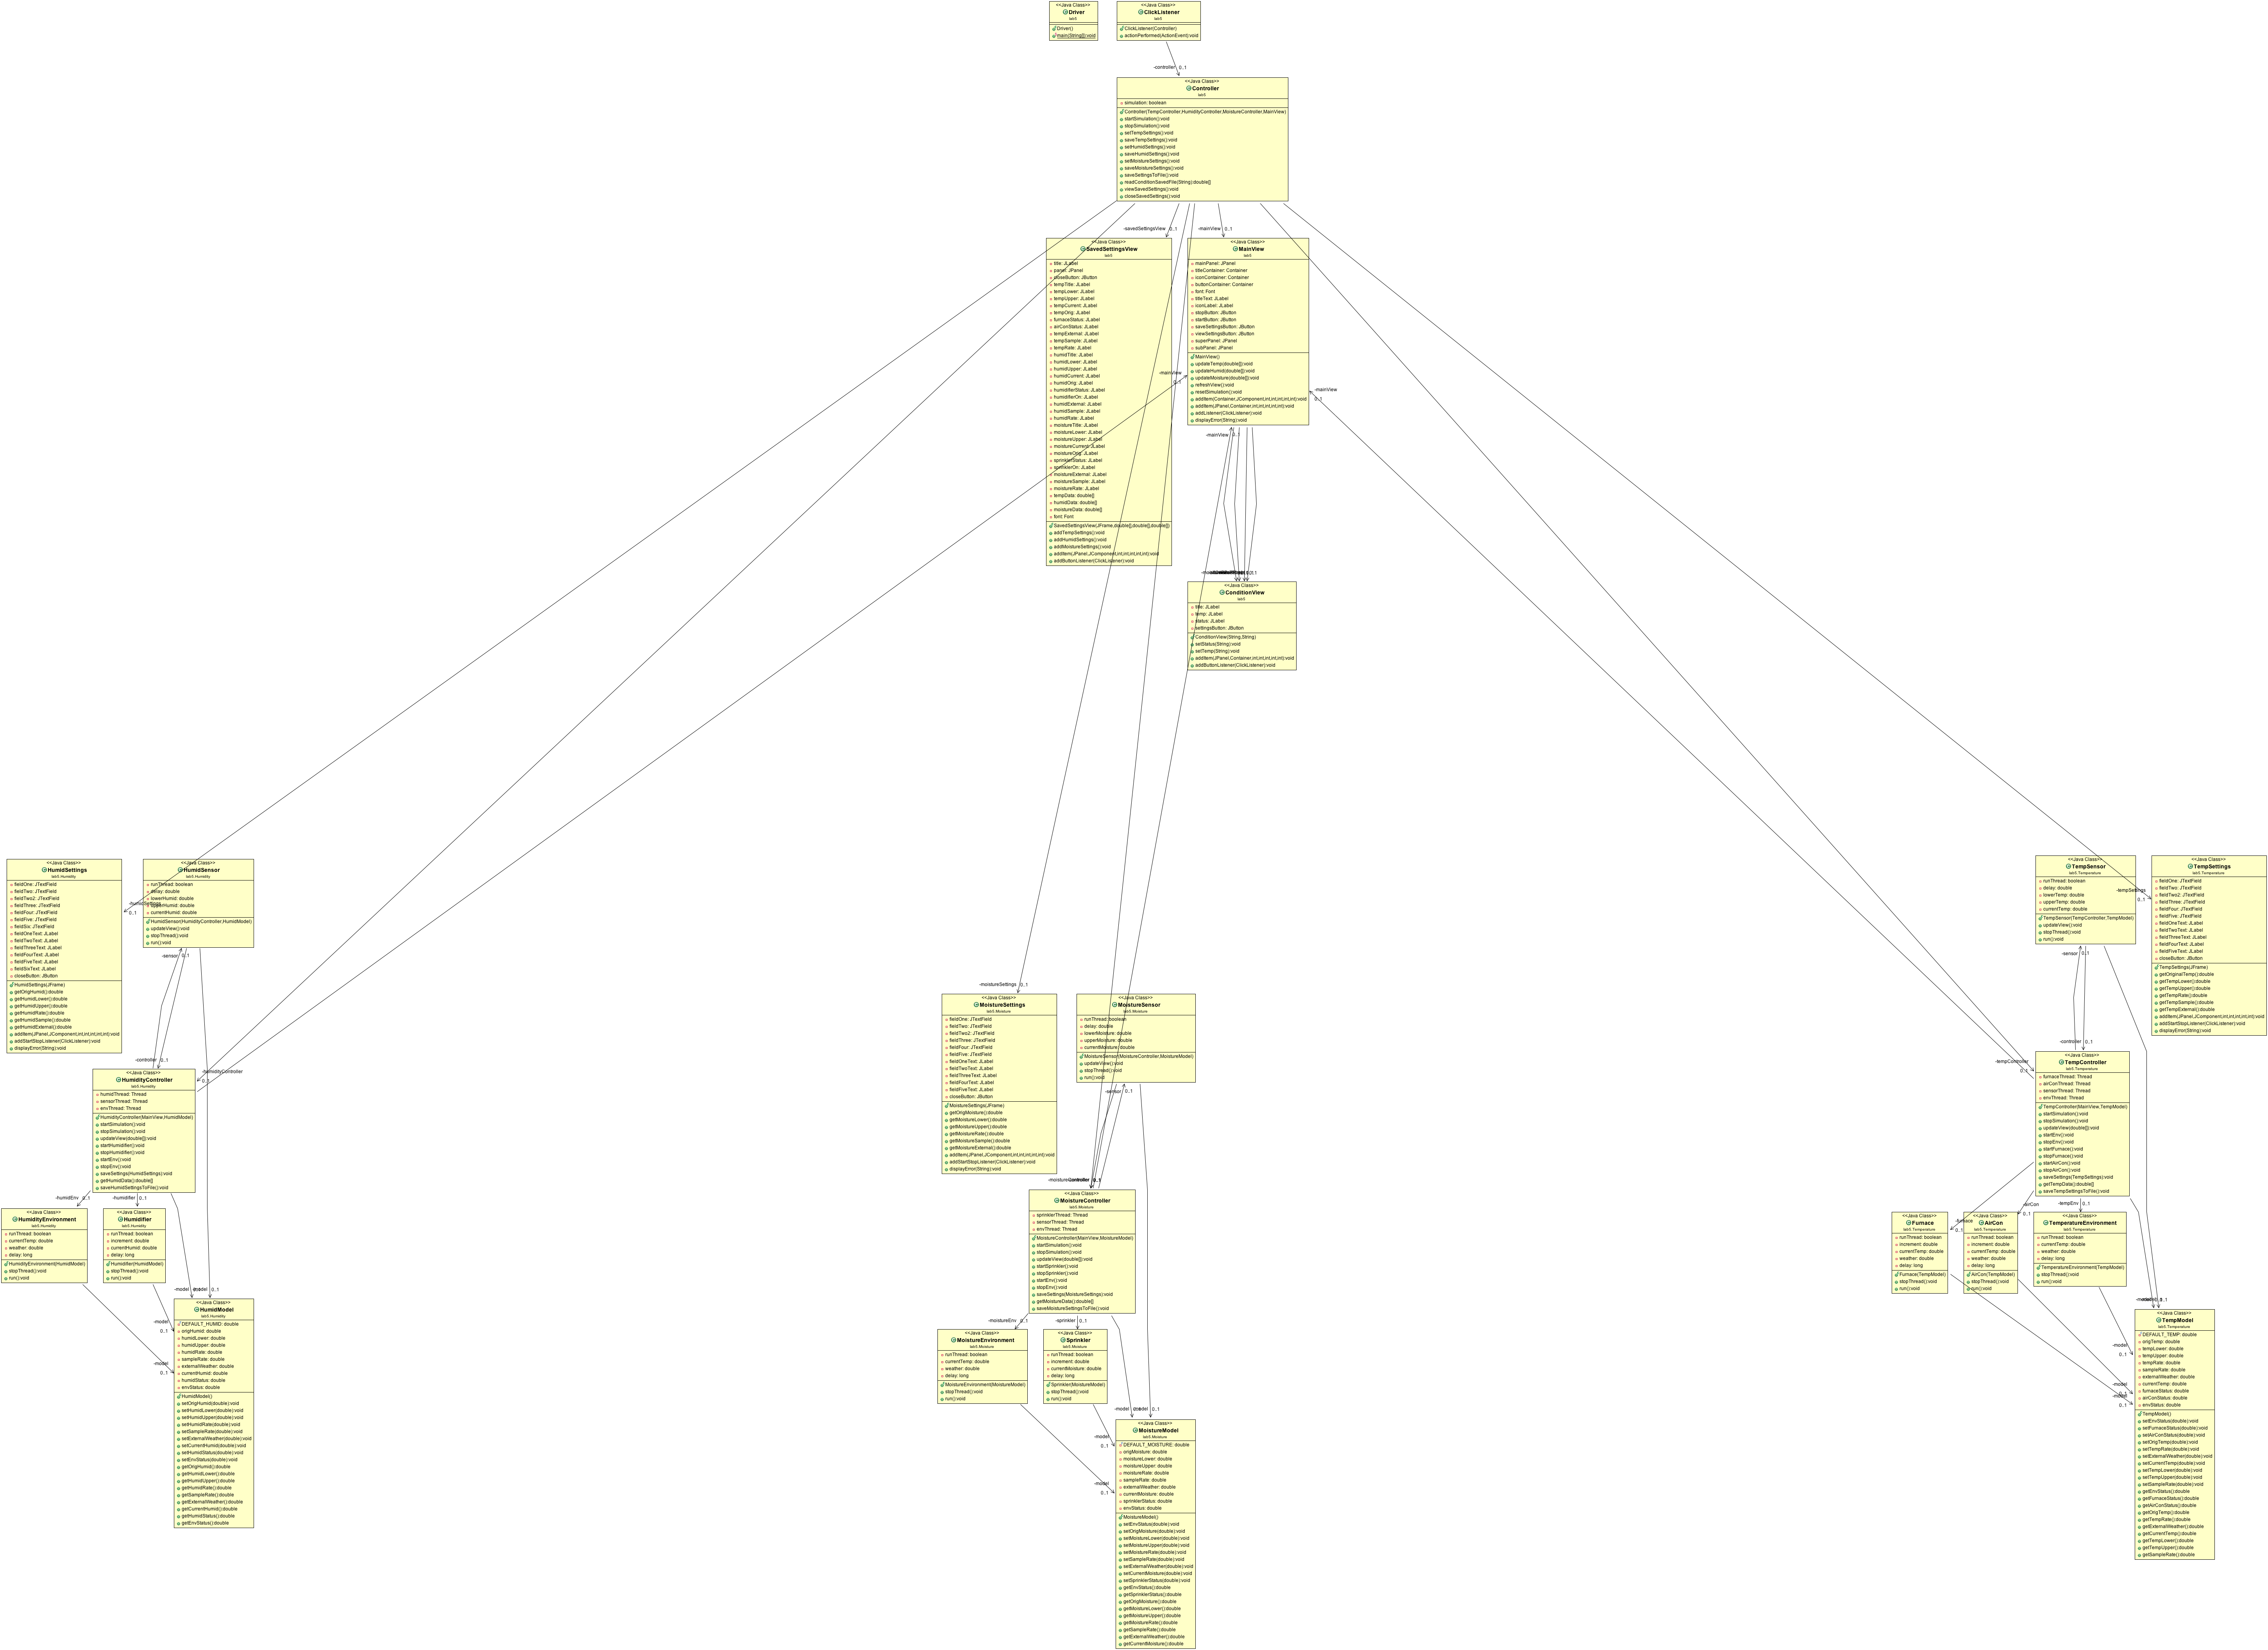 <<Java Class>>
Driver
lab5
Driver()
main(String[]):void
<<Java Class>>
ClickListener
lab5
ClickListener(Controller)
actionPerformed(ActionEvent):void
-controller 0..1
<<Java Class>>
Controller
lab5
simulation: boolean
Controller(TempController,HumidityController,MoistureController,MainView)
startSimulation():void
stopSimulation():void
setTempSettings():void
saveTempSettings():void
setHumidSettings():void
saveHumidSettings():void
setMoistureSettings():void
saveMoistureSettings():void
saveSettingsToFile():void
readConditionSavedFile(String):double[]
viewSavedSettings():void
closeSavedSettings():void
-savedSettingsView 0..1
-mainView 0..1
<<Java Class>>
SavedSettingsView
lab5
title: JLabel
panel: JPanel
closeButton: JButton
tempTitle: JLabel
tempLower: JLabel
tempUpper: JLabel
tempCurrent: JLabel
tempOrig: JLabel
furnaceStatus: JLabel
airConStatus: JLabel
tempExternal: JLabel
tempSample: JLabel
tempRate: JLabel
humidTitle: JLabel
humidLower: JLabel
humidUpper: JLabel
humidCurrent: JLabel
humidOrig: JLabel
humidifierStatus: JLabel
humidifierOn: JLabel
humidExternal: JLabel
humidSample: JLabel
humidRate: JLabel
moistureTitle: JLabel
moistureLower: JLabel
moistureUpper: JLabel
moistureCurrent: JLabel
moistureOrig: JLabel
sprinklerStatus: JLabel
sprinklerOn: JLabel
moistureExternal: JLabel
moistureSample: JLabel
moistureRate: JLabel
tempData: double[]
humidData: double[]
moistureData: double[]
font: Font
SavedSettingsView(JFrame,double[],double[],double[])
addTempSettings():void
addHumidSettings():void
addMoistureSettings():void
addItem(JPanel,JComponent,int,int,int,int,int):void
addButtonListener(ClickListener):void
<<Java Class>>
MainView
lab5
mainPanel: JPanel
titleContainer: Container
iconContainer: Container
buttonContainer: Container
font: Font
titleText: JLabel
iconLabel: JLabel
stopButton: JButton
startButton: JButton
saveSettingsButton: JButton
viewSettingsButton: JButton
superPanel: JPanel
subPanel: JPanel
MainView()
updateTemp(double[]):void
updateHumid(double[]):void
updateMoisture(double[]):void
refreshView():void
resetSimulation():void
addItem(Container,JComponent,int,int,int,int,int):void
addItem(JPanel,Container,int,int,int,int,int):void
addListener(ClickListener):void
displayError(String):void
-mainView
0..1
-mainView
0..1
-mainView 0..1
0..1
<<Java Class>>
ConditionView
lab5
title: JLabel
temp: JLabel
status: JLabel
settingsButton: JButton
ConditionView(String,String)
setStatus(String):void
setTemp(String):void
addItem(JPanel,Container,int,int,int,int,int):void
addButtonListener(ClickListener):void
<<Java Class>>
HumidSettings
lab5.Humidity
fieldOne: JTextField
fieldTwo: JTextField
fieldTwo2: JTextField
fieldThree: JTextField
fieldFour: JTextField
fieldFive: JTextField
fieldSix: JTextField
fieldOneText: JLabel
fieldTwoText: JLabel
fieldThreeText: JLabel
fieldFourText: JLabel
fieldFiveText: JLabel
fieldSixText: JLabel
closeButton: JButton
HumidSettings(JFrame)
getOrigHumid():double
getHumidLower():double
getHumidUpper():double
getHumidRate():double
getHumidSample():double
getHumidExternal():double
addItem(JPanel,JComponent,int,int,int,int,int):void
addStartStopListener(ClickListener):void
displayError(String):void
-humidSettings
0..1
<<Java Class>>
HumidSensor
lab5.Humidity
runThread: boolean
delay: double
lowerHumid: double
upperHumid: double
currentHumid: double
HumidSensor(HumidityController,HumidModel)
updateView():void
stopThread():void
run():void
-sensor 0..1
-controller 0..1
-humidityController
0..1
<<Java Class>>
HumidityController
lab5.Humidity
humidThread: Thread
sensorThread: Thread
envThread: Thread
HumidityController(MainView,HumidModel)
startSimulation():void
stopSimulation():void
updateView(double[]):void
startHumidifier():void
stopHumidifier():void
startEnv():void
stopEnv():void
saveSettings(HumidSettings):void
getHumidData():double[]
saveHumidSettingsToFile():void
-humidEnv 0..1
-humidifier 0..1
<<Java Class>>
HumidityEnvironment
lab5.Humidity
runThread: boolean
currentTemp: double
weather: double
delay: long
HumidityEnvironment(HumidModel)
stopThread():void
run():void
<<Java Class>>
Humidifier
lab5.Humidity
runThread: boolean
increment: double
currentHumid: double
delay: long
Humidifier(HumidModel)
stopThread():void
run():void
-model 0..1
-model
0..1
-model
0..1
<<Java Class>>
HumidModel
lab5.Humidity
DEFAULT_HUMID: double
origHumid: double
humidLower: double
humidUpper: double
humidRate: double
sampleRate: double
externalWeather: double
currentHumid: double
humidStatus: double
envStatus: double
HumidModel()
setOrigHumid(double):void
setHumidLower(double):void
setHumidUpper(double):void
setHumidRate(double):void
setSampleRate(double):void
setExternalWeather(double):void
setCurrentHumid(double):void
setHumidStatus(double):void
setEnvStatus(double):void
getOrigHumid():double
getHumidLower():double
getHumidUpper():double
getHumidRate():double
getSampleRate():double
getExternalWeather():double
getCurrentHumid():double
getHumidStatus():double
getEnvStatus():double
-moistureSettings 0..1
<<Java Class>>
MoistureSettings
lab5.Moisture
fieldOne: JTextField
fieldTwo: JTextField
fieldTwo2: JTextField
fieldThree: JTextField
fieldFour: JTextField
fieldFive: JTextField
fieldOneText: JLabel
fieldTwoText: JLabel
fieldThreeText: JLabel
fieldFourText: JLabel
fieldFiveText: JLabel
closeButton: JButton
MoistureSettings(JFrame)
getOrigMoisture():double
getMoistureLower():double
getMoistureUpper():double
getMoistureRate():double
getMoistureSample():double
getMoistureExternal():double
addItem(JPanel,JComponent,int,int,int,int,int):void
addStartStopListener(ClickListener):void
displayError(String):void
<<Java Class>>
MoistureSensor
lab5.Moisture
runThread: boolean
delay: double
lowerMoisture: double
upperMoisture: double
currentMoisture: double
MoistureSensor(MoistureController,MoistureModel)
updateView():void
stopThread():void
run():void
-sensor 0..1
-moistureController 0..1
<<Java Class>>
MoistureController
lab5.Moisture
sprinklerThread: Thread
sensorThread: Thread
envThread: Thread
MoistureController(MainView,MoistureModel)
startSimulation():void
stopSimulation():void
updateView(double[]):void
startSprinkler():void
stopSprinkler():void
startEnv():void
stopEnv():void
saveSettings(MoistureSettings):void
getMoistureData():double[]
saveMoistureSettingsToFile():void
-moistureEnv 0..1
-sprinkler 0..1
<<Java Class>>
MoistureEnvironment
lab5.Moisture
runThread: boolean
currentTemp: double
weather: double
delay: long
MoistureEnvironment(MoistureModel)
stopThread():void
run():void
<<Java Class>>
Sprinkler
lab5.Moisture
runThread: boolean
increment: double
currentMoisture: double
delay: long
Sprinkler(MoistureModel)
stopThread():void
run():void
-model 0..1
-model
0..1
-model
0..1
<<Java Class>>
MoistureModel
lab5.Moisture
DEFAULT_MOISTURE: double
origMoisture: double
moistureLower: double
moistureUpper: double
moistureRate: double
sampleRate: double
externalWeather: double
currentMoisture: double
sprinklerStatus: double
envStatus: double
MoistureModel()
setEnvStatus(double):void
setOrigMoisture(double):void
setMoistureLower(double):void
setMoistureUpper(double):void
setMoistureRate(double):void
setSampleRate(double):void
setExternalWeather(double):void
setCurrentMoisture(double):void
setSprinklerStatus(double):void
getEnvStatus():double
getSprinklerStatus():double
getOrigMoisture():double
getMoistureLower():double
getMoistureUpper():double
getMoistureRate():double
getSampleRate():double
getExternalWeather():double
getCurrentMoisture():double
<<Java Class>>
TempSensor
lab5.Temperature
runThread: boolean
delay: double
lowerTemp: double
upperTemp: double
currentTemp: double
TempSensor(TempController,TempModel)
updateView():void
stopThread():void
run():void
-tempSettings
0..1
<<Java Class>>
TempSettings
lab5.Temperature
fieldOne: JTextField
fieldTwo: JTextField
fieldTwo2: JTextField
fieldThree: JTextField
fieldFour: JTextField
fieldFive: JTextField
fieldOneText: JLabel
fieldTwoText: JLabel
fieldThreeText: JLabel
fieldFourText: JLabel
fieldFiveText: JLabel
closeButton: JButton
TempSettings(JFrame)
getOriginalTemp():double
getTempLower():double
getTempUpper():double
getTempRate():double
getTempSample():double
getTempExternal():double
addItem(JPanel,JComponent,int,int,int,int,int):void
addStartStopListener(ClickListener):void
displayError(String):void
-sensor 0..1
-controller 0..1
-tempController
0..1
<<Java Class>>
TempController
lab5.Temperature
furnaceThread: Thread
airConThread: Thread
sensorThread: Thread
envThread: Thread
TempController(MainView,TempModel)
startSimulation():void
stopSimulation():void
updateView(double[]):void
startEnv():void
stopEnv():void
startFurnace():void
stopFurnace():void
startAirCon():void
stopAirCon():void
saveSettings(TempSettings):void
getTempData():double[]
saveTempSettingsToFile():void
-furnace
0..1
-airCon
0..1
-tempEnv 0..1
<<Java Class>>
Furnace
lab5.Temperature
runThread: boolean
increment: double
currentTemp: double
weather: double
delay: long
Furnace(TempModel)
stopThread():void
run():void
<<Java Class>>
AirCon
lab5.Temperature
runThread: boolean
increment: double
currentTemp: double
weather: double
delay: long
AirCon(TempModel)
stopThread():void
run():void
<<Java Class>>
TemperatureEnvironment
lab5.Temperature
runThread: boolean
currentTemp: double
weather: double
delay: long
TemperatureEnvironment(TempModel)
stopThread():void
run():void
-model
0..1
-model
-model
0..1
<<Java Class>>
TempModel
lab5.Temperature
DEFAULT_TEMP: double
origTemp: double
tempLower: double
tempUpper: double
tempRate: double
sampleRate: double
externalWeather: double
currentTemp: double
furnaceStatus: double
airConStatus: double
envStatus: double
TempModel()
setEnvStatus(double):void
setFurnaceStatus(double):void
setAirConStatus(double):void
setOrigTemp(double):void
setTempRate(double):void
setExternalWeather(double):void
setCurrentTemp(double):void
setTempLower(double):void
setTempUpper(double):void
setSampleRate(double):void
getEnvStatus():double
getFurnaceStatus():double
getAirConStatus():double
getOrigTemp():double
getTempRate():double
getExternalWeather():double
getCurrentTemp():double
getTempLower():double
getTempUpper():double
getSampleRate():double